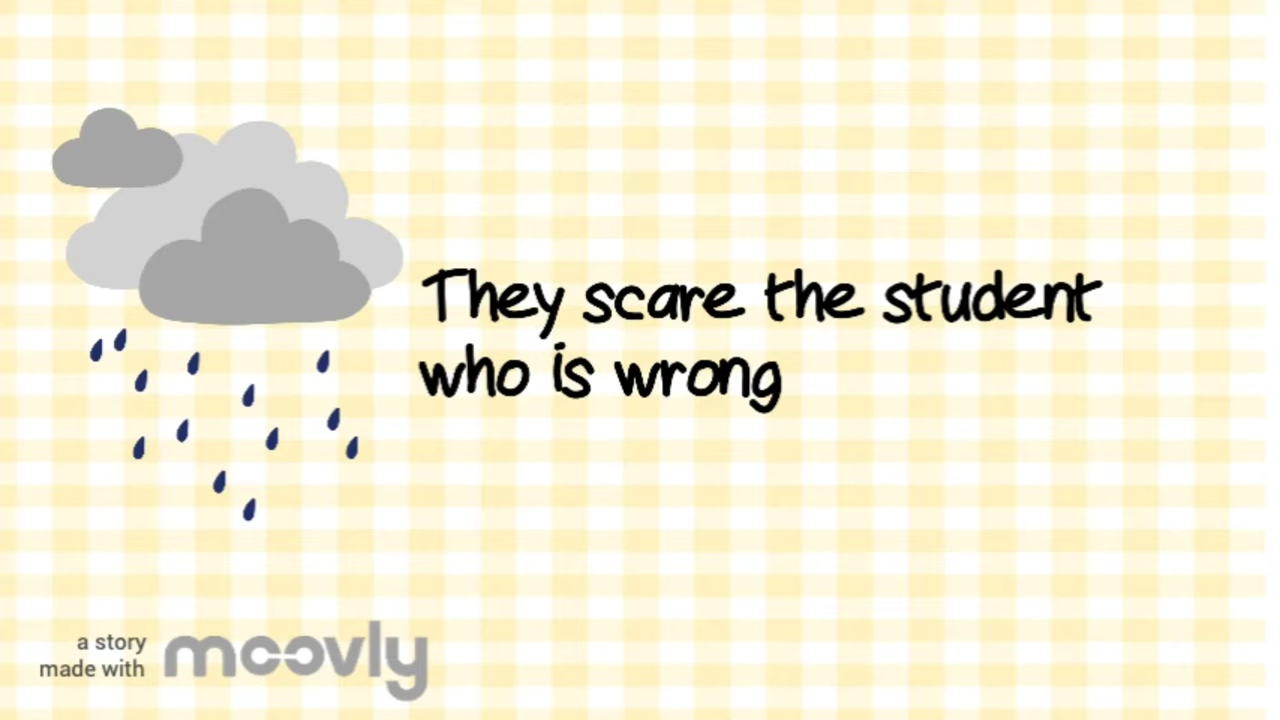 They scare the student
who is wrong
a story
made with
moovly